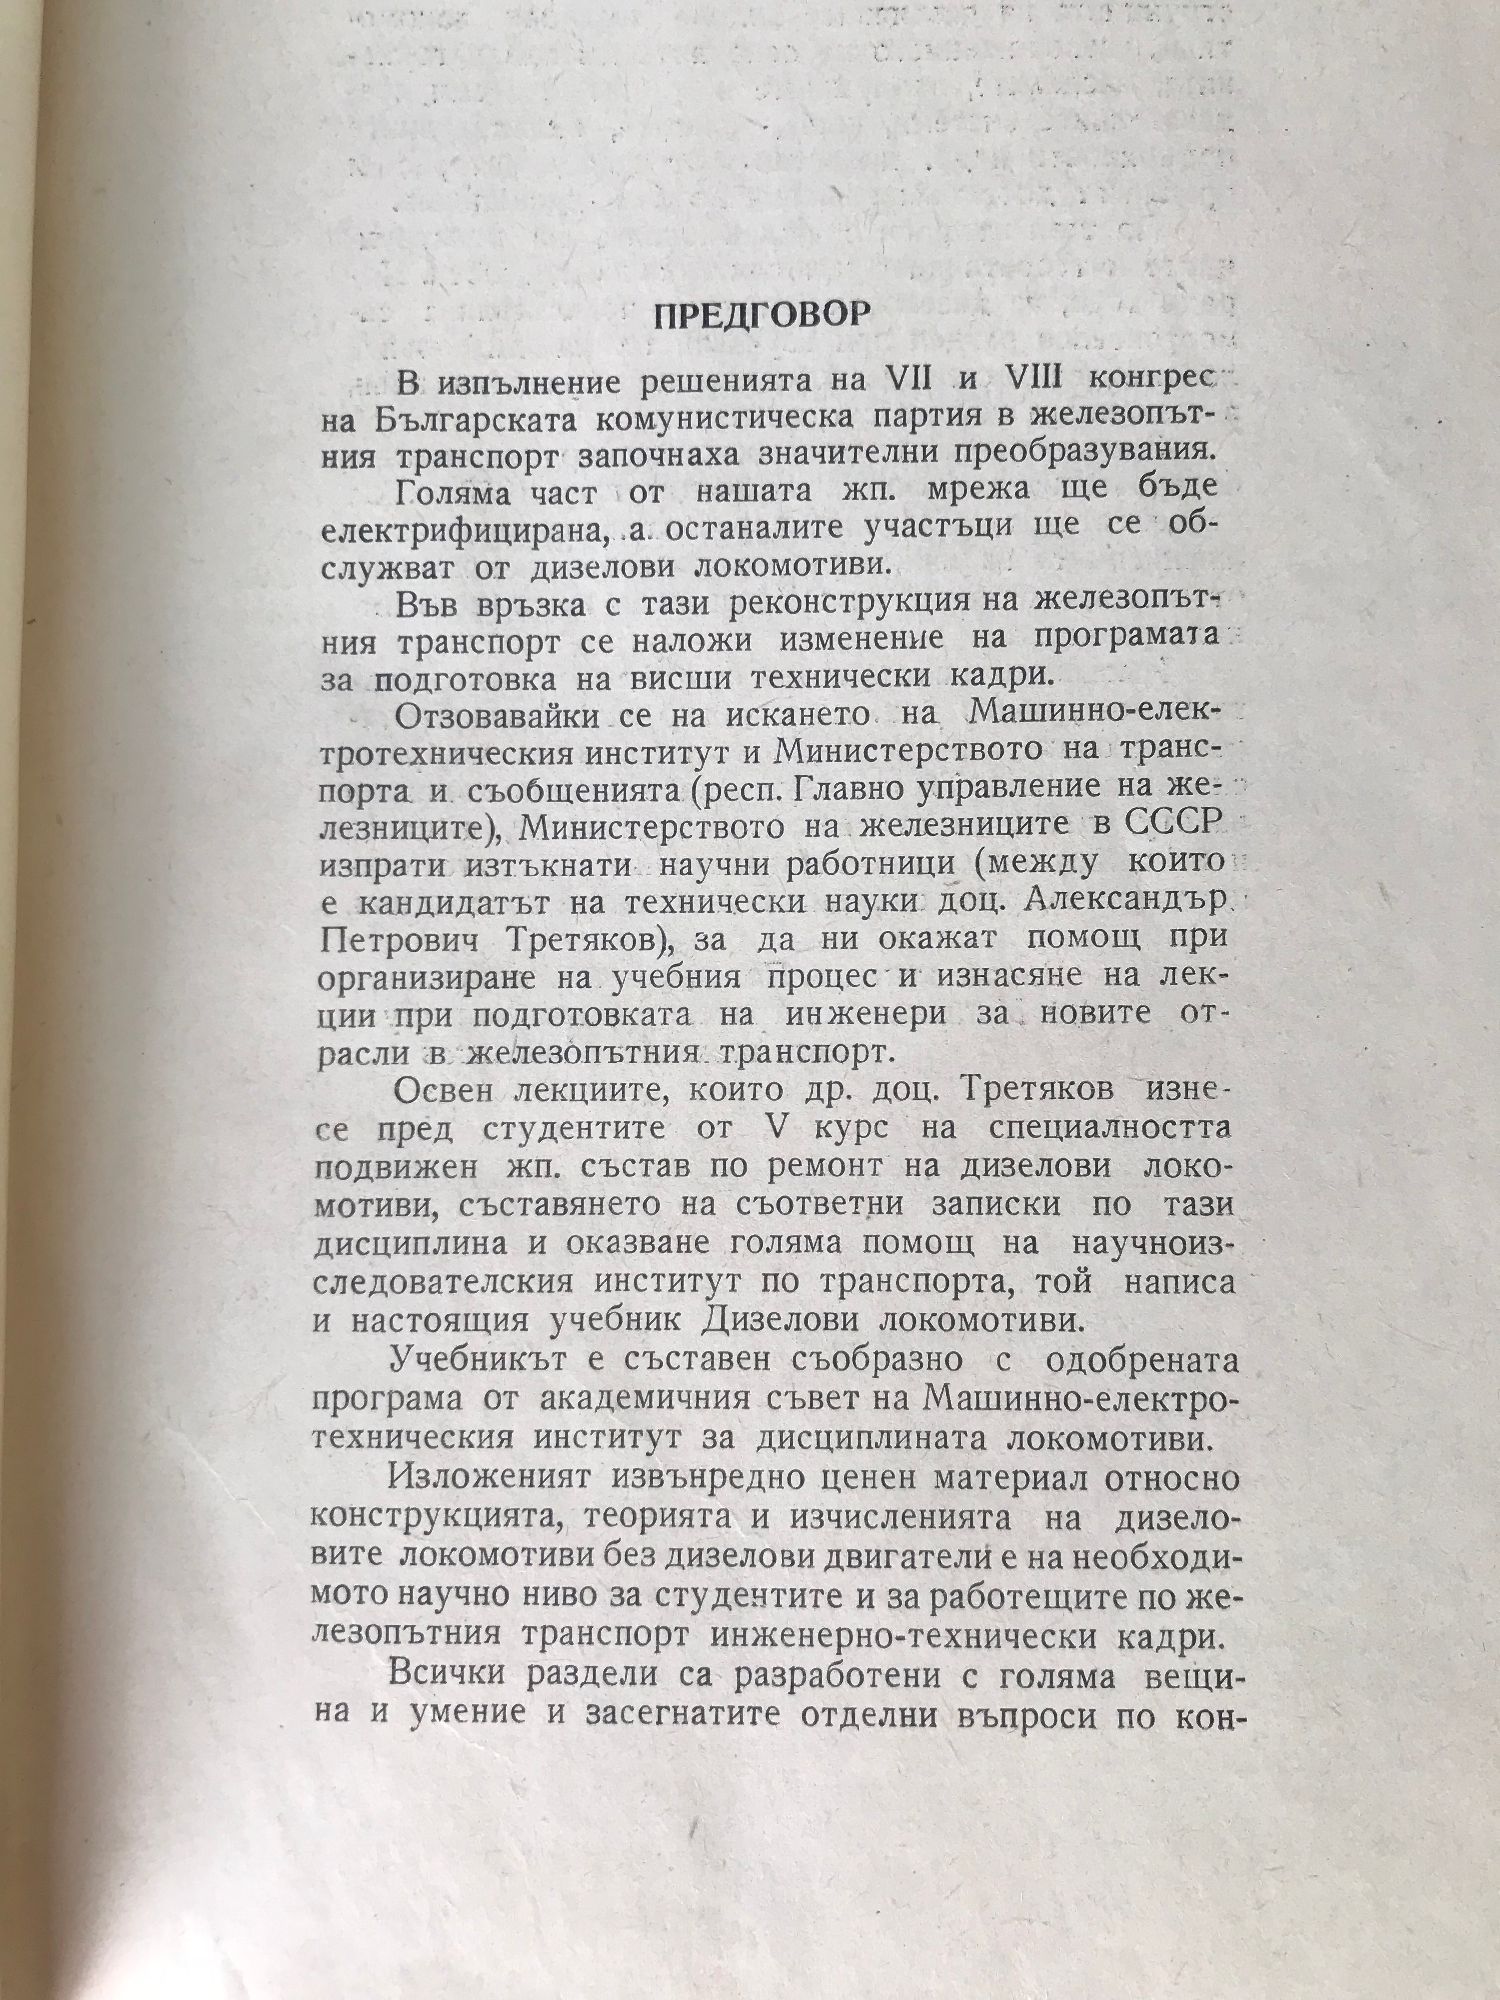 ПРЕДГОВОР
В изпълнение решенията на VII и VIII конгрес
на Българската комунистическа партия в железопът-
ния транспорт започнаха значителни преобразувания.
Голяма част от нашата жп. мрежа ще бъде
електрифицирана, а останалите участъци ще се об-
служват от дизелови локомотиви.
Във връзка с тази реконструкция на железопът-
ния транспорт се наложи изменение на програмата
за подготовка на висши технически кадри.
Отзовавайки се на искането на Машинно-елек-
тротехническия институт и Министерството на транс-
порта и съобщенията (респ. Главно управление на же-
лезниците), Министерството на железниците в СССР
изпрати изтъкнати научни работници (между които
е кандидатът на технически науки доц. Александър
Петрович Третяков), за да ни окажат помощ при
организиране на учебния процес и изнасяне на лек-
ции при подготовката на инженери за новите от-
расли в железопътния транспорт.
Освен лекциите, които др. доц. Третяков изне-
се пред студентите от V курс на специалността
подвижен жп. състав по ремонт на дизелови локо-
мотиви, съставянето на съответни записки по тази
дисциплина и оказване голяма помощ на научноиз-
следователския институт по транспорта, той написа
и настоящия учебник Дизелови локомотиви.
Учебникът е съставен съобразно с одобрената
програма от академичния съвет на Машинно-електро-
техническия институт за дисциплината локомотиви.
Изложеният извънредно ценен материал относно
конструкцията, теорията и изчисленията на дизело-
вите локомотиви без дизелови двигатели е на необходи-
мото научно ниво за студентите и за работещите по же-
лезопътния транспорт инженерно-технически кадри.
Всички раздели са разработени с голяма вещи-
на и умение и засегнатите отделни въпроси по кон-